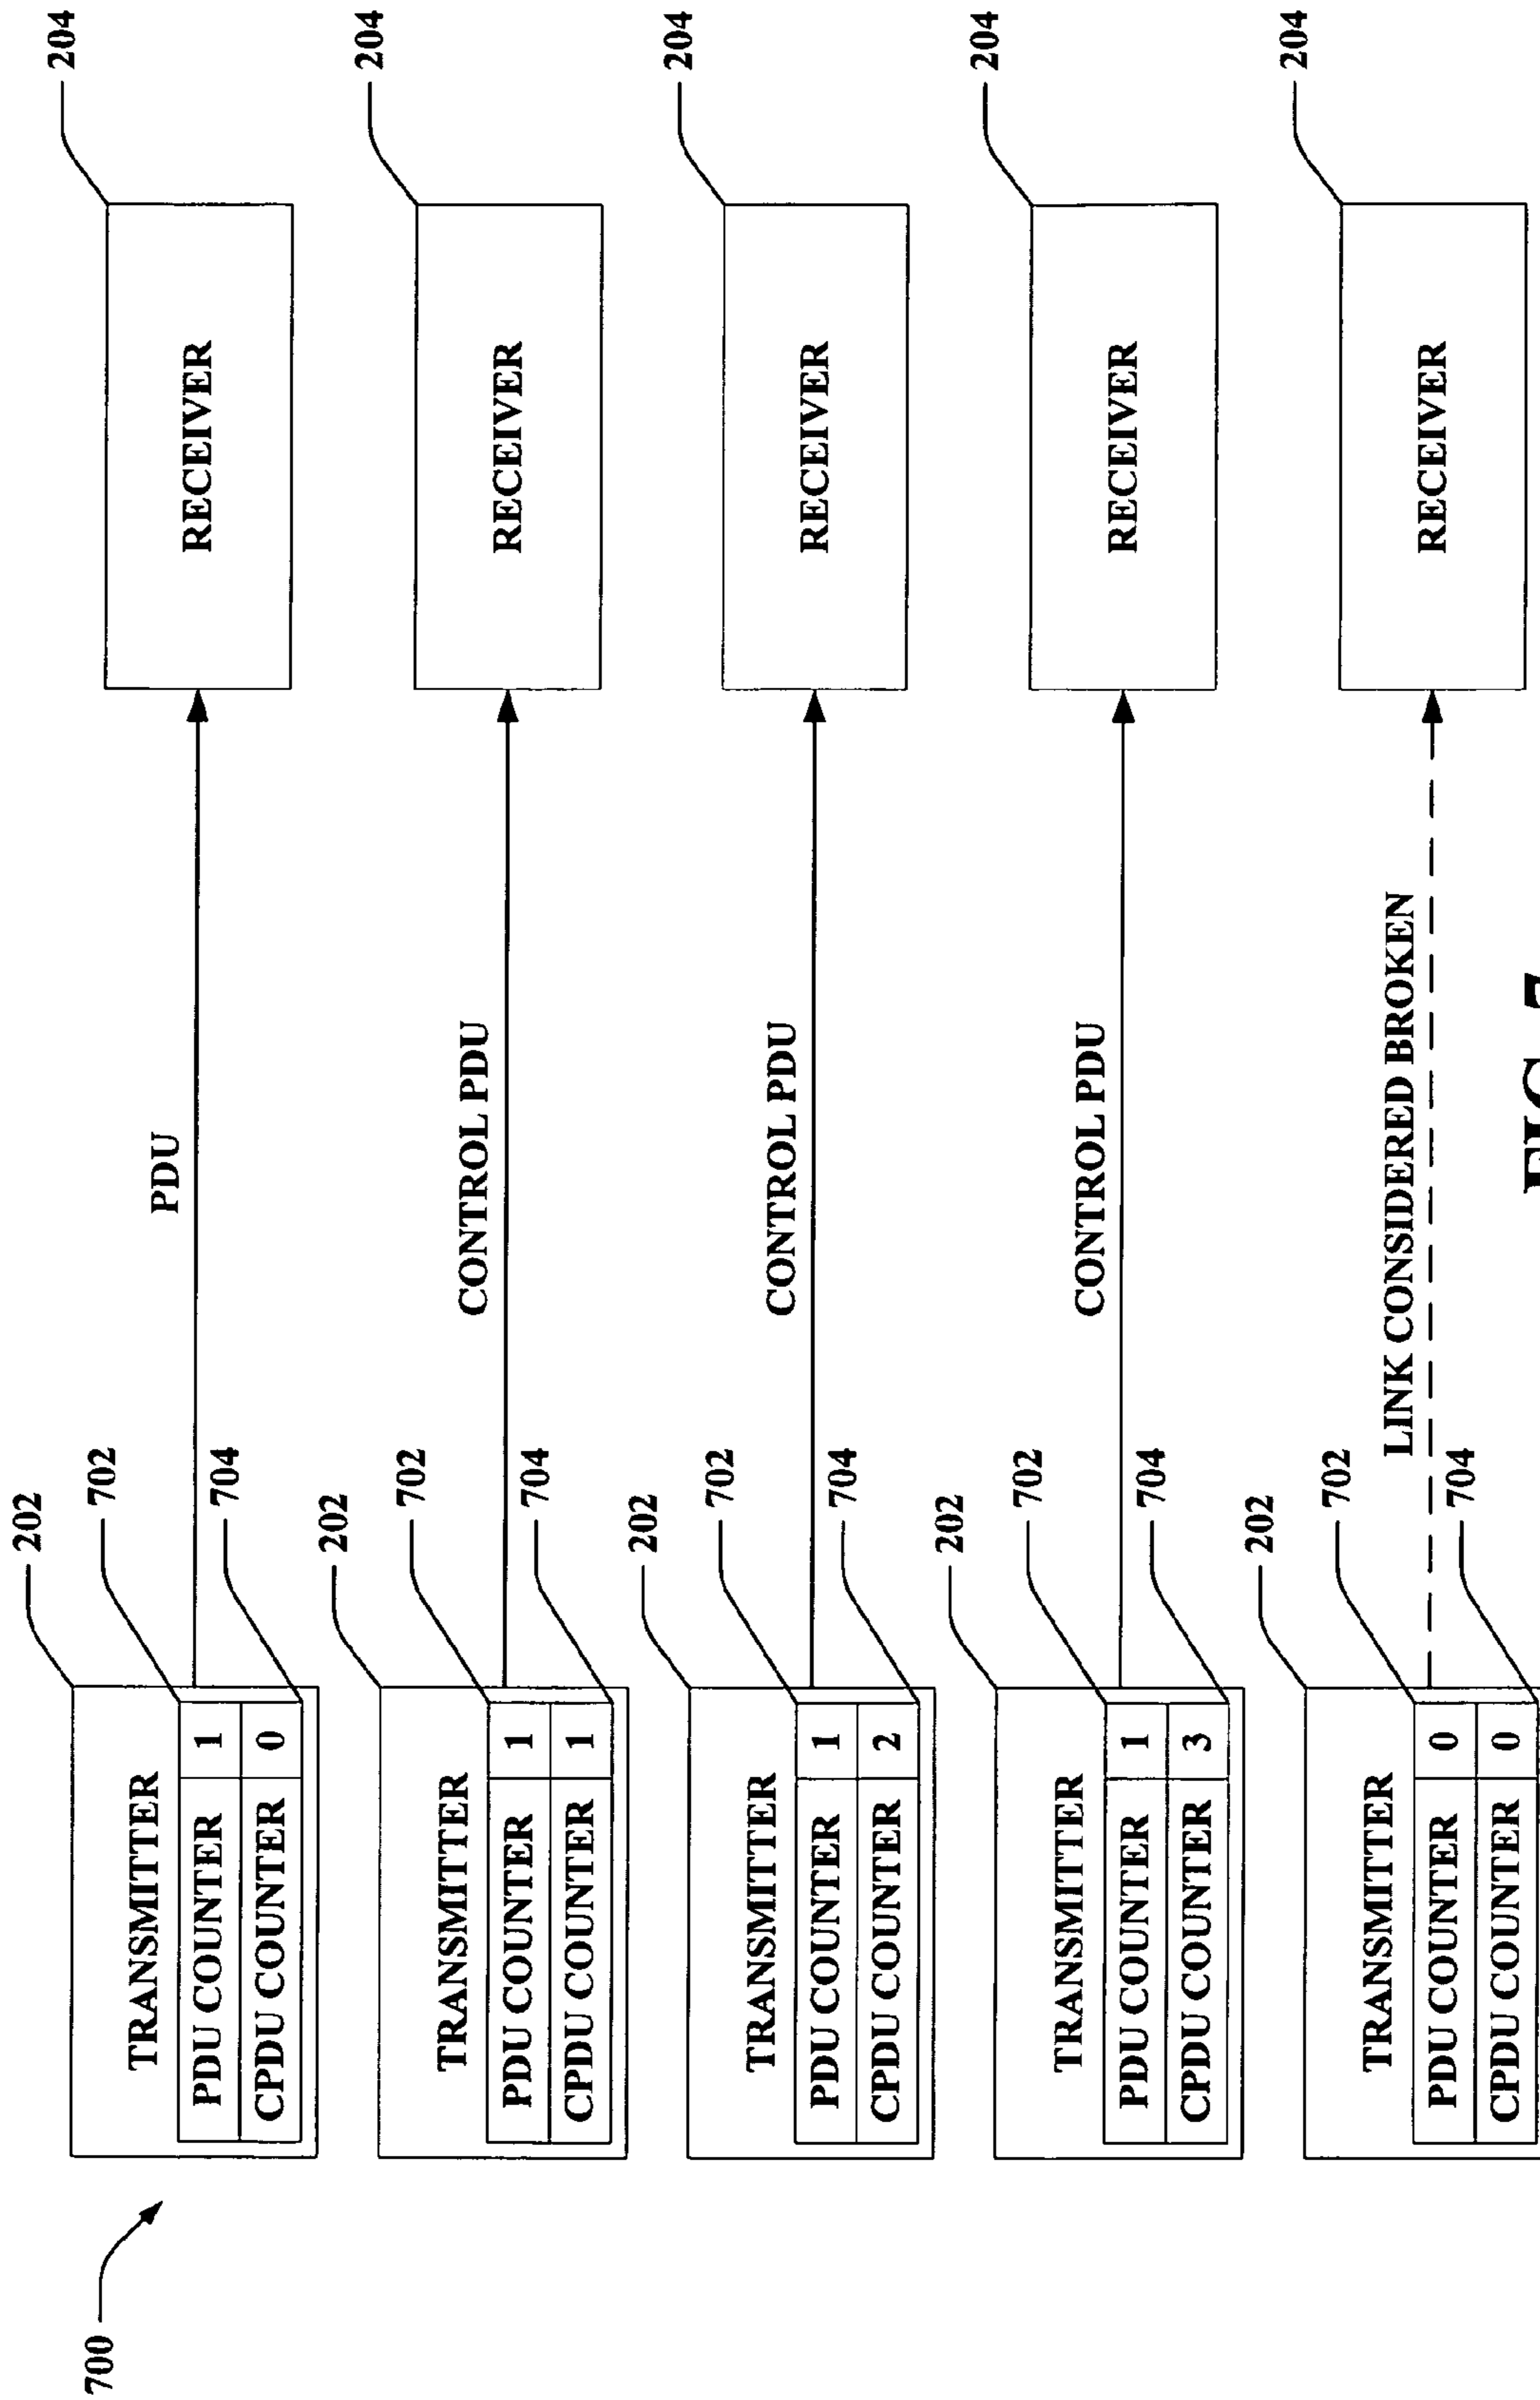 700
202
TRANSMITTER
702
PDU COUNTER 1
CPDU COUNTER 0
704
PDU
RECEIVER
204
202
TRANSMITTER
702
PDU COUNTER 1
CPDU COUNTER 1
704
CONTROL PDU
RECEIVER
204
202
TRANSMITTER
702
PDU COUNTER 1
CPDU COUNTER 2
704
CONTROL PDU
RECEIVER
204
202
TRANSMITTER
702
PDU COUNTER 1
CPDU COUNTER 3
704
CONTROL PDU
RECEIVER
204
202
TRANSMITTER
702
PDU COUNTER 0
CPDU COUNTER 0
704
LINK CONSIDERED BROKEN
RECEIVER
204
FIG. 7